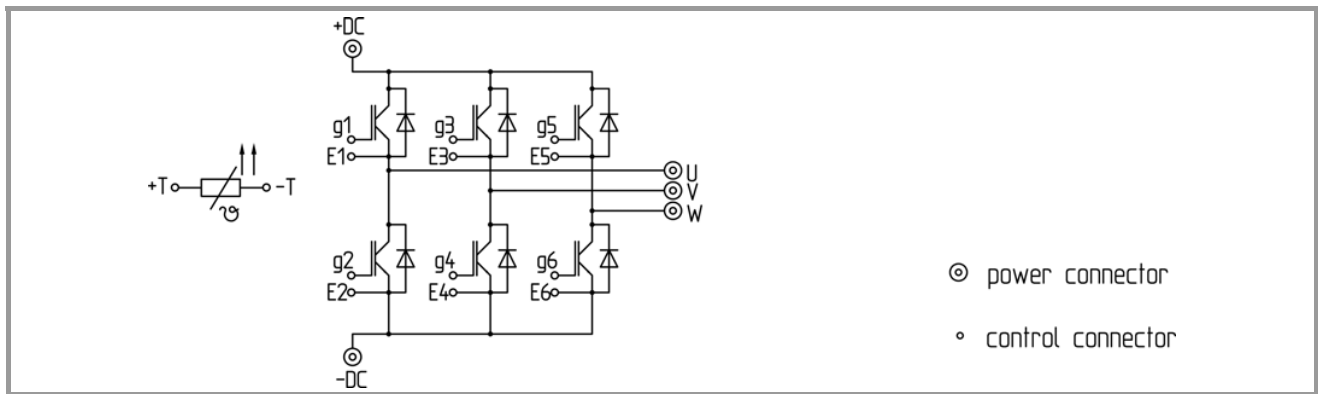 +DC
g1
g3
g5
E1
E3
E5
U
V
W
+T
-T
ϑ
g2
g4
g6
E2
E4
E6
-DC
power connector
control connector